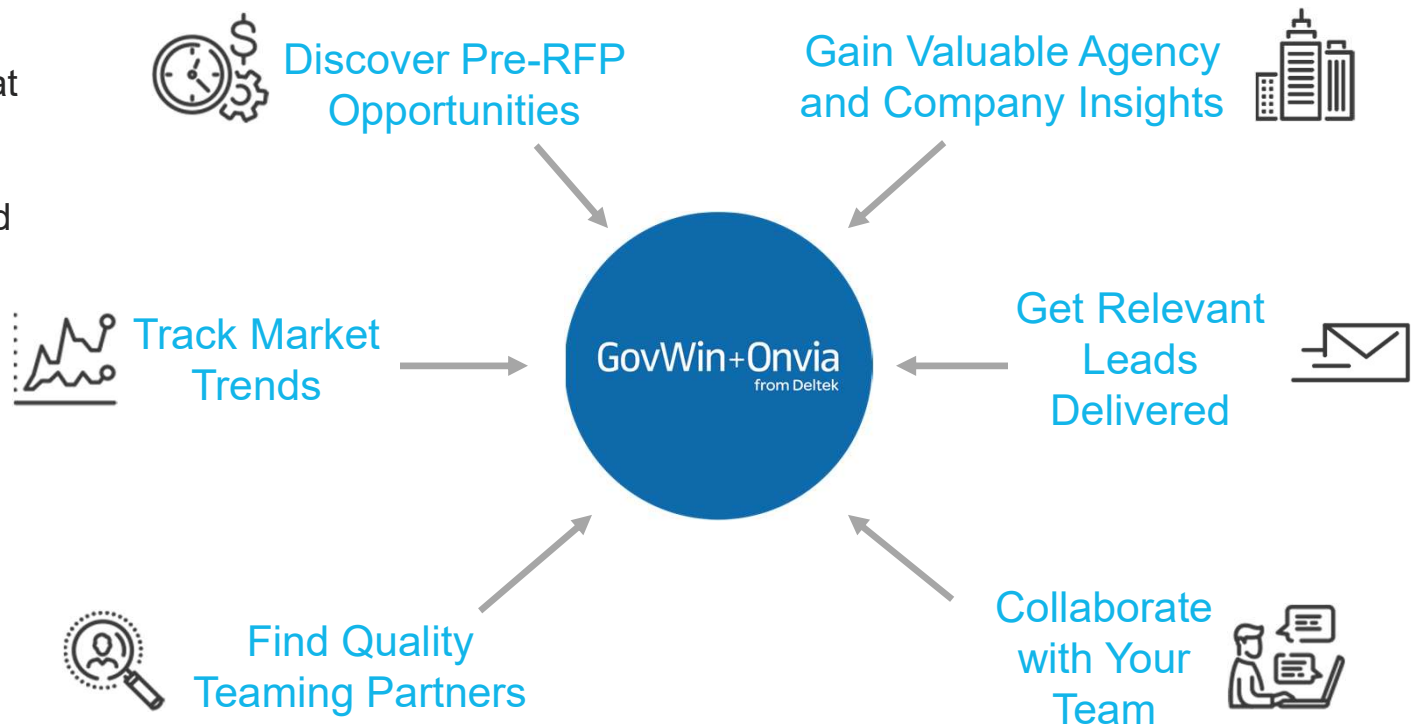 at
d
Discover Pre-RFP
Opportunities
Gain Valuable Agency
and Company Insights
Track Market
Trends
GovWin+Onvia
from Deltek
Get Relevant
Leads
Delivered
Find Quality
Teaming Partners
Collaborate
with Your
Team
$